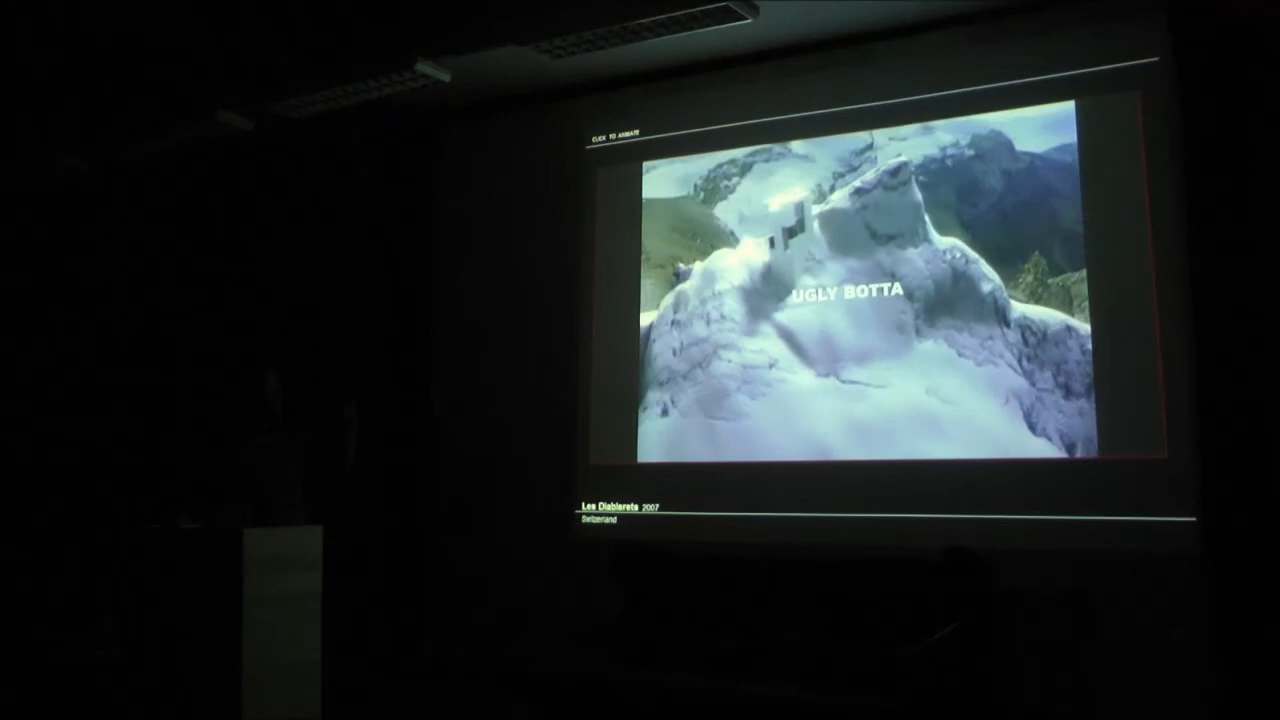 CLICK TO ANIMATE
UGLY BOTTA
Les Diablerets 2007
Switzerland